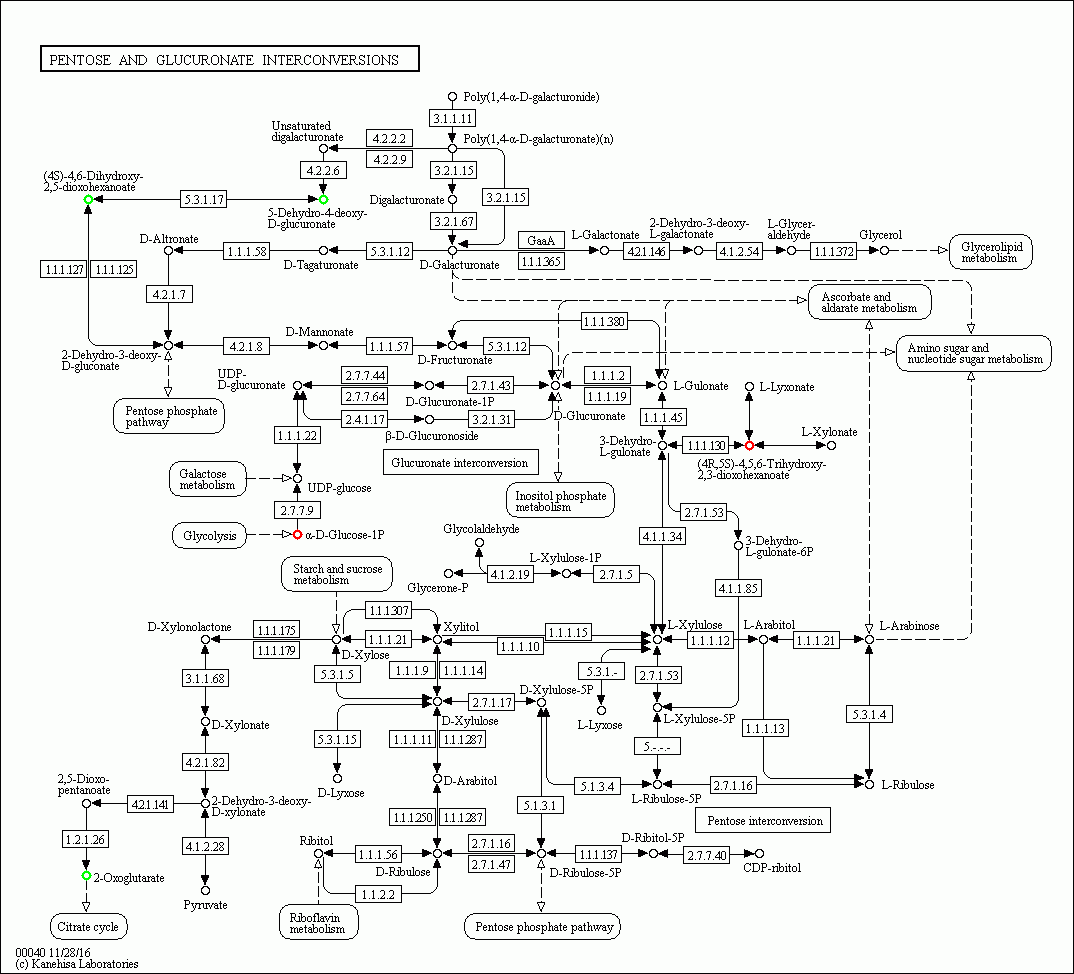 PENTOSE AND GLUCURONATE INTERCONVERSIONS
Poly(1,4-α-D-galacturonide)
3.1.1.11
Unsaturated
digalacturonate
4.2.2.2
Poly(1,4-α-D-galacturonate)(n)
4.2.2.9
4.2.2.6
3.2.1.15
(4S)-4,6-Dihydroxy-
2,5-dioxohexanoate
5.3.1.17
Digalacturonate
3.2.1.15
5-Dehydro-4-deoxy-
D-glucuronate
3.2.1.67
D-Altronate
1.1.1.58
D-Tagaturonate
5.3.1.12
D-Galacturonate
GaaA
1.1.1365
L-Galactonate
4.2.1.146
2-Dehydro-3-deoxy-
L-galactonate
4.1.2.54
L-Glycer-
aldehyde
1.1.1.372
Glycerol
Glycerolipid
metabolism
1.1.1.127
1.1.1.125
4.2.1.7
Ascorbate and
aldarate metabolism
1.1.1.380
2-Dehydro-3-deoxy-
D-gluconate
4.2.1.8
D-Mannonate
1.1.1.57
D-Fructuronate
5.3.1.12
Amino sugar and
nucleotide sugar metabolism
UDP-
D-glucuronate
2.7.7.44
2.7.7.64
D-Glucuronate-1P
2.7.1.43
D-Glucuronate
1.1.1.2
1.1.1.19
L-Gulonate
L-Lyxonate
Pentose phosphate
pathway
2.4.1.17
β-D-Glucuronoside
3.2.1.31
1.1.1.45
1.1.1.22
3-Dehydro-
L-gulonate
1.1.1.130
L-Xylonate
(4R,5S)-4,5,6-Trihydroxy-
2,3-dioxohexanoate
Glucuronate interconversion
Galactose
metabolism
UDP-glucose
Inositol phosphate
metabolism
2.7.7.9
2.7.1.53
Glycolysis
α-D-Glucose-1P
Glycolaldehyde
4.1.1.34
3-Dehydro-
L-gulonate-6P
Starch and sucrose
metabolism
Glycerone-P
4.1.2.19
L-Xylulose-1P
2.7.1.5
4.1.1.85
1.1.1307
D-Xylonolactone
1.1.1.175
1.1.1.179
D-Xylose
1.1.1.21
Xylitol
1.1.1.15
1.1.1.10
L-Xylulose
1.1.1.12
L-Arabitol
1.1.1.21
L-Arabinose
3.1.1.68
5.3.1.5
1.1.1.9
1.1.1.14
5.3.1.-
2.7.1.53
D-Xylulose
2.7.1.17
D-Xylulose-5P
L-Lyxose
L-Xylulose-5P
5.3.1.4
D-Xylonate
5.3.1.15
1.1.1.11
1.1.1287
5.-.-.-
1.1.1.13
4.2.1.82
D-Lyxose
D-Arabitol
5.1.3.4
L-Ribulose-5P
2.7.1.16
L-Ribulose
2,5-Dioxo-
pentanoate
4.2.1.141
2-Dehydro-3-deoxy-
D-xylonate
1.1.1250
1.1.1287
5.1.3.1
Pentose interconversion
1.2.1.26
4.1.2.28
Ribitol
1.1.1.56
D-Ribulose
2.7.1.16
2.7.1.47
D-Ribulose-5P
1.1.1.137
D-Ribitol-5P
2.7.7.40
CDP-ribitol
2-Oxoglutarate
Pyruvate
1.1.2.2
Citrate cycle
Riboflavin
metabolism
Pentose phosphate pathway
00040 11/28/16
(c) Kanehisa Laboratories